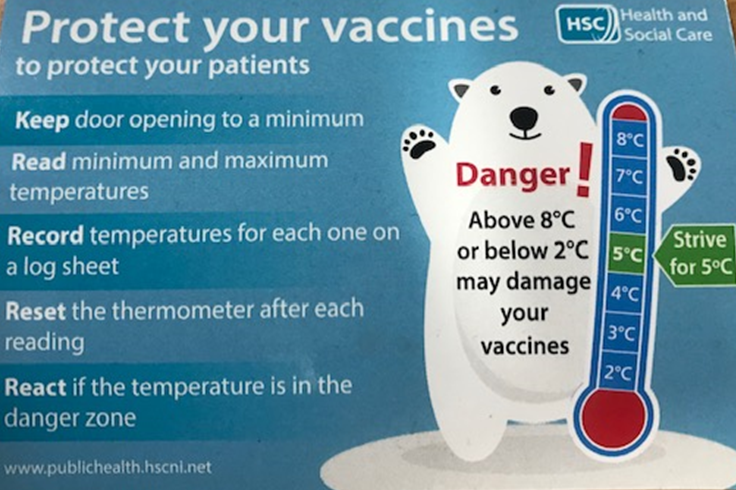 Protect your vaccines
to protect your patients
HSC Health and
Social Care
Keep door opening to a minimum
Read minimum and maximum
temperatures
Record temperatures for each one on
a log sheet
Reset the thermometer after each
reading
React if the temperature is in the
danger zone
www.publichealth.hscni.net
Danger!
Above 8°C
or below 2°C
may damage
your
vaccines
8°C
7°C
6°C
5°C
4°C
3°C
2°C
Strive
for 5°C